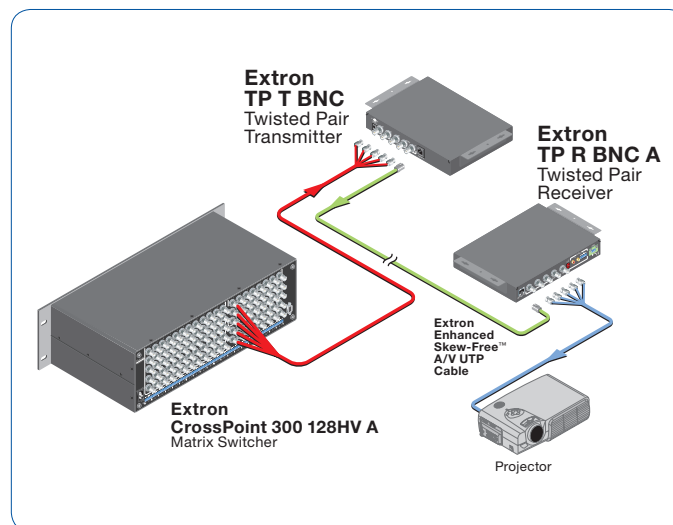 Extron
TP T BNC
Twisted Pair
Transmitter
Extron
TP R BNC A
Twisted Pair
Receiver
Extron
Enhanced
Skew-Free™
A/V UTP
Cable
Extron
CrossPoint 300 128HV A
Matrix Switcher
Projector